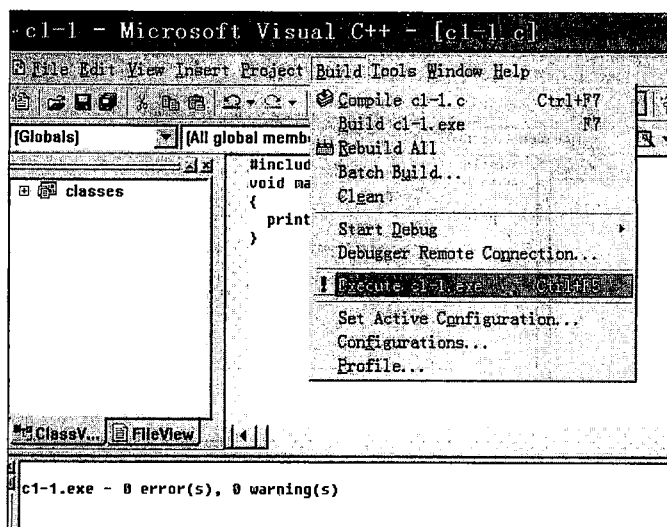 c1-1 - Microsoft Visual C++ - [c1-1.c]
File Edit View Insert Project Build Tools Window Help
[Globals] [All global memb
classes
#includ
void ma
{
print
}
Compile c1-1.c Ctrl+F7
Build c1-1.exe F7
Rebuild All
Batch Build...
Clean
Start Debug
Debugger Remote Connection...
! Execute c1-1.exe Ctrl+F5
Set Active Configuration...
Configurations...
Profile...
ClassV... FileView
c1-1.exe - 0 error(s), 0 warning(s)